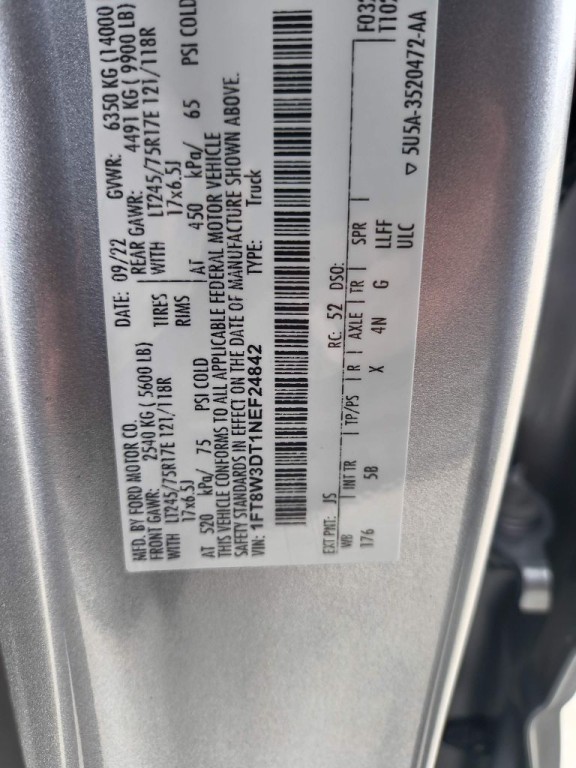 MFD. BY FORD MOTOR CO.
DATE: 09/22 GVWR: 6350 KG (14000
FRONT GAWR: 2540 KG ( 5600 LB) REAR GAWR: 4491 KG ( 9900 LB)
WITH LT245/75R17E 121/118R TIRES WITH LT245/75R17E 121/118R
17x6.5J RIMS 17x6.5J
AT 520 kPa/ 75 PSI COLD AT 450 kPa/ 65 PSI COLD
THIS VEHICLE CONFORMS TO ALL APPLICABLE FEDERAL MOTOR VEHICLE
SAFETY STANDARDS IN EFFECT ON THE DATE OF MANUFACTURE SHOWN ABOVE.
VIN: 1FT8W3DT1NEF24842 TYPE: Truck
EXT PNT: JS RC: 52 DSO: F03
WB INT TR TP/PS R AXLE TR SPR T10
176 5B X 4N G LLFF
ULC
▽ 5U5A-3520472-AA